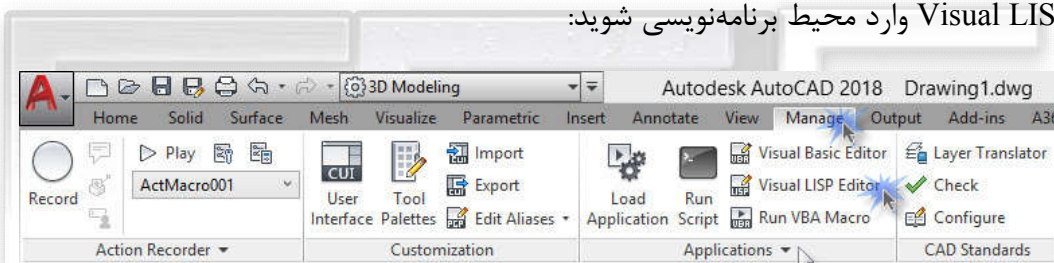 Visual LIS وارد محیط برنامه‌نویسی شوید:
3D Modeling Autodesk AutoCAD 2018 Drawing1.dwg
Home Solid Surface Mesh Visualize Parametric Insert Annotate View Manage Output Add-ins A36
Play CUI Import Visual Basic Editor Layer Translator
Record ActMacro001 User Interface Tool Palettes Export Load Application Run Script Visual LISP Editor Check
Edit Aliases Run VBA Macro Configure
Action Recorder Customization Applications CAD Standards